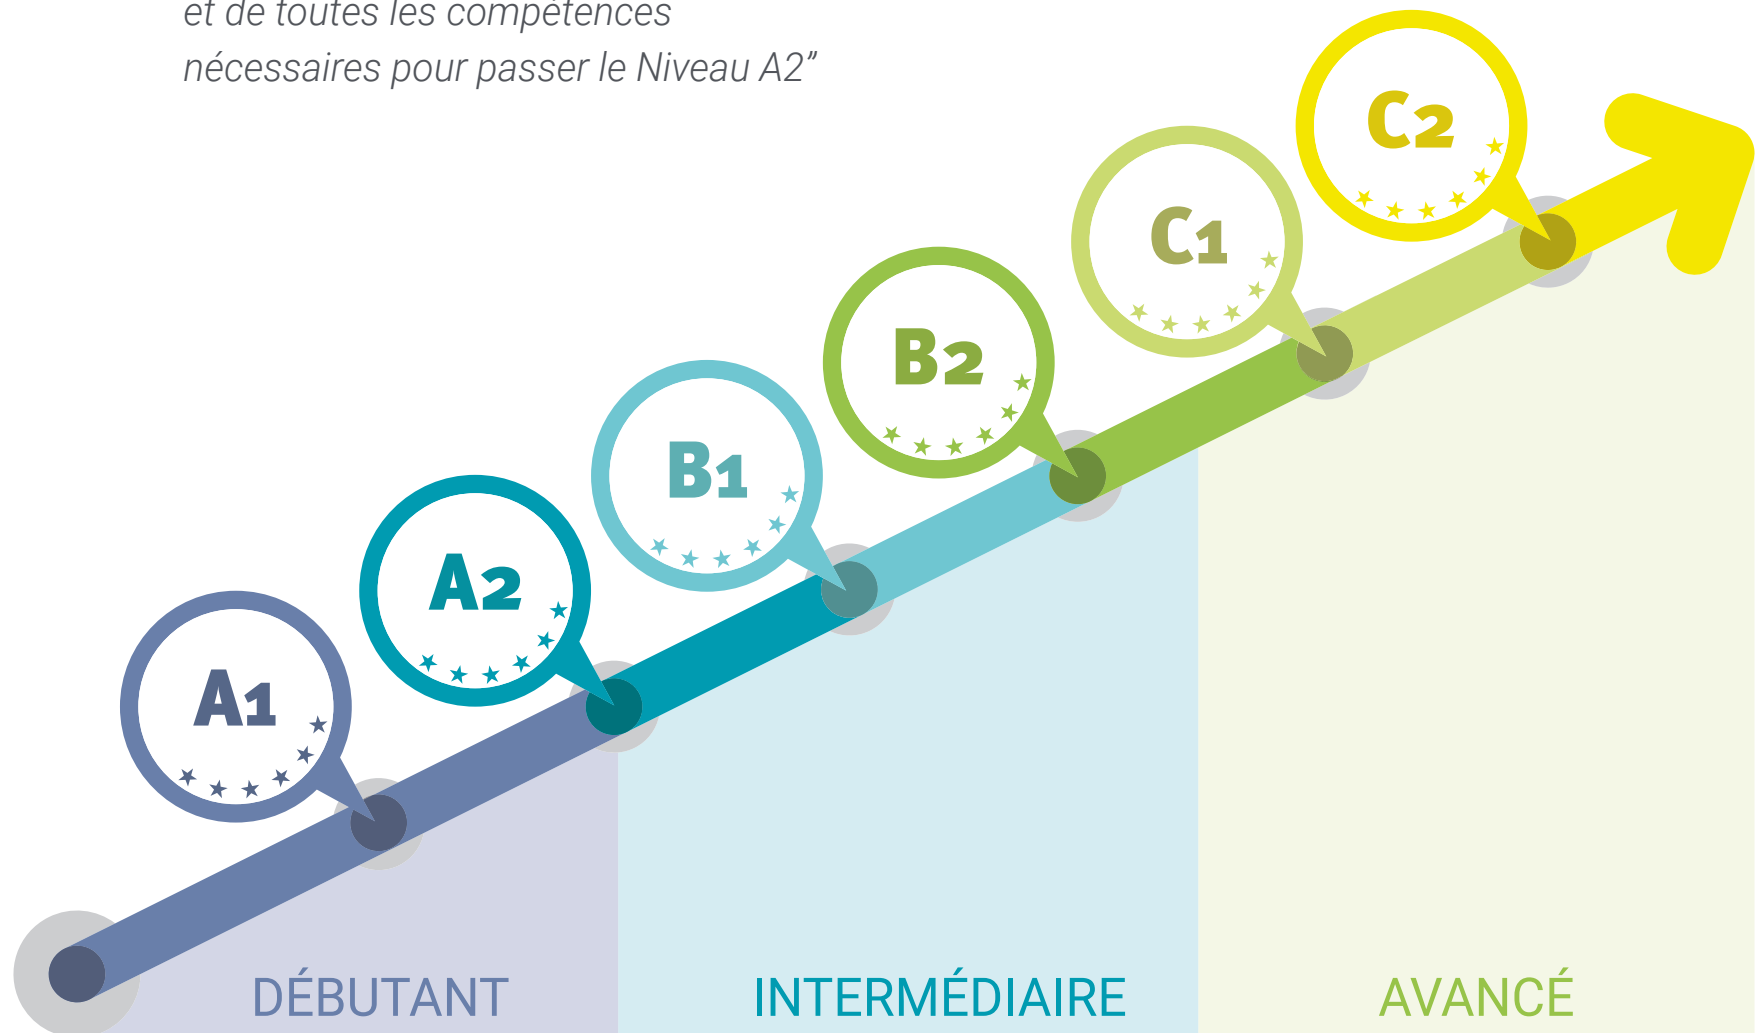 et de toutes les compétences
nécessaires pour passer le Niveau A2”
C2
C1
B2
B1
A2
A1
DÉBUTANT
INTERMÉDIAIRE
AVANCÉ